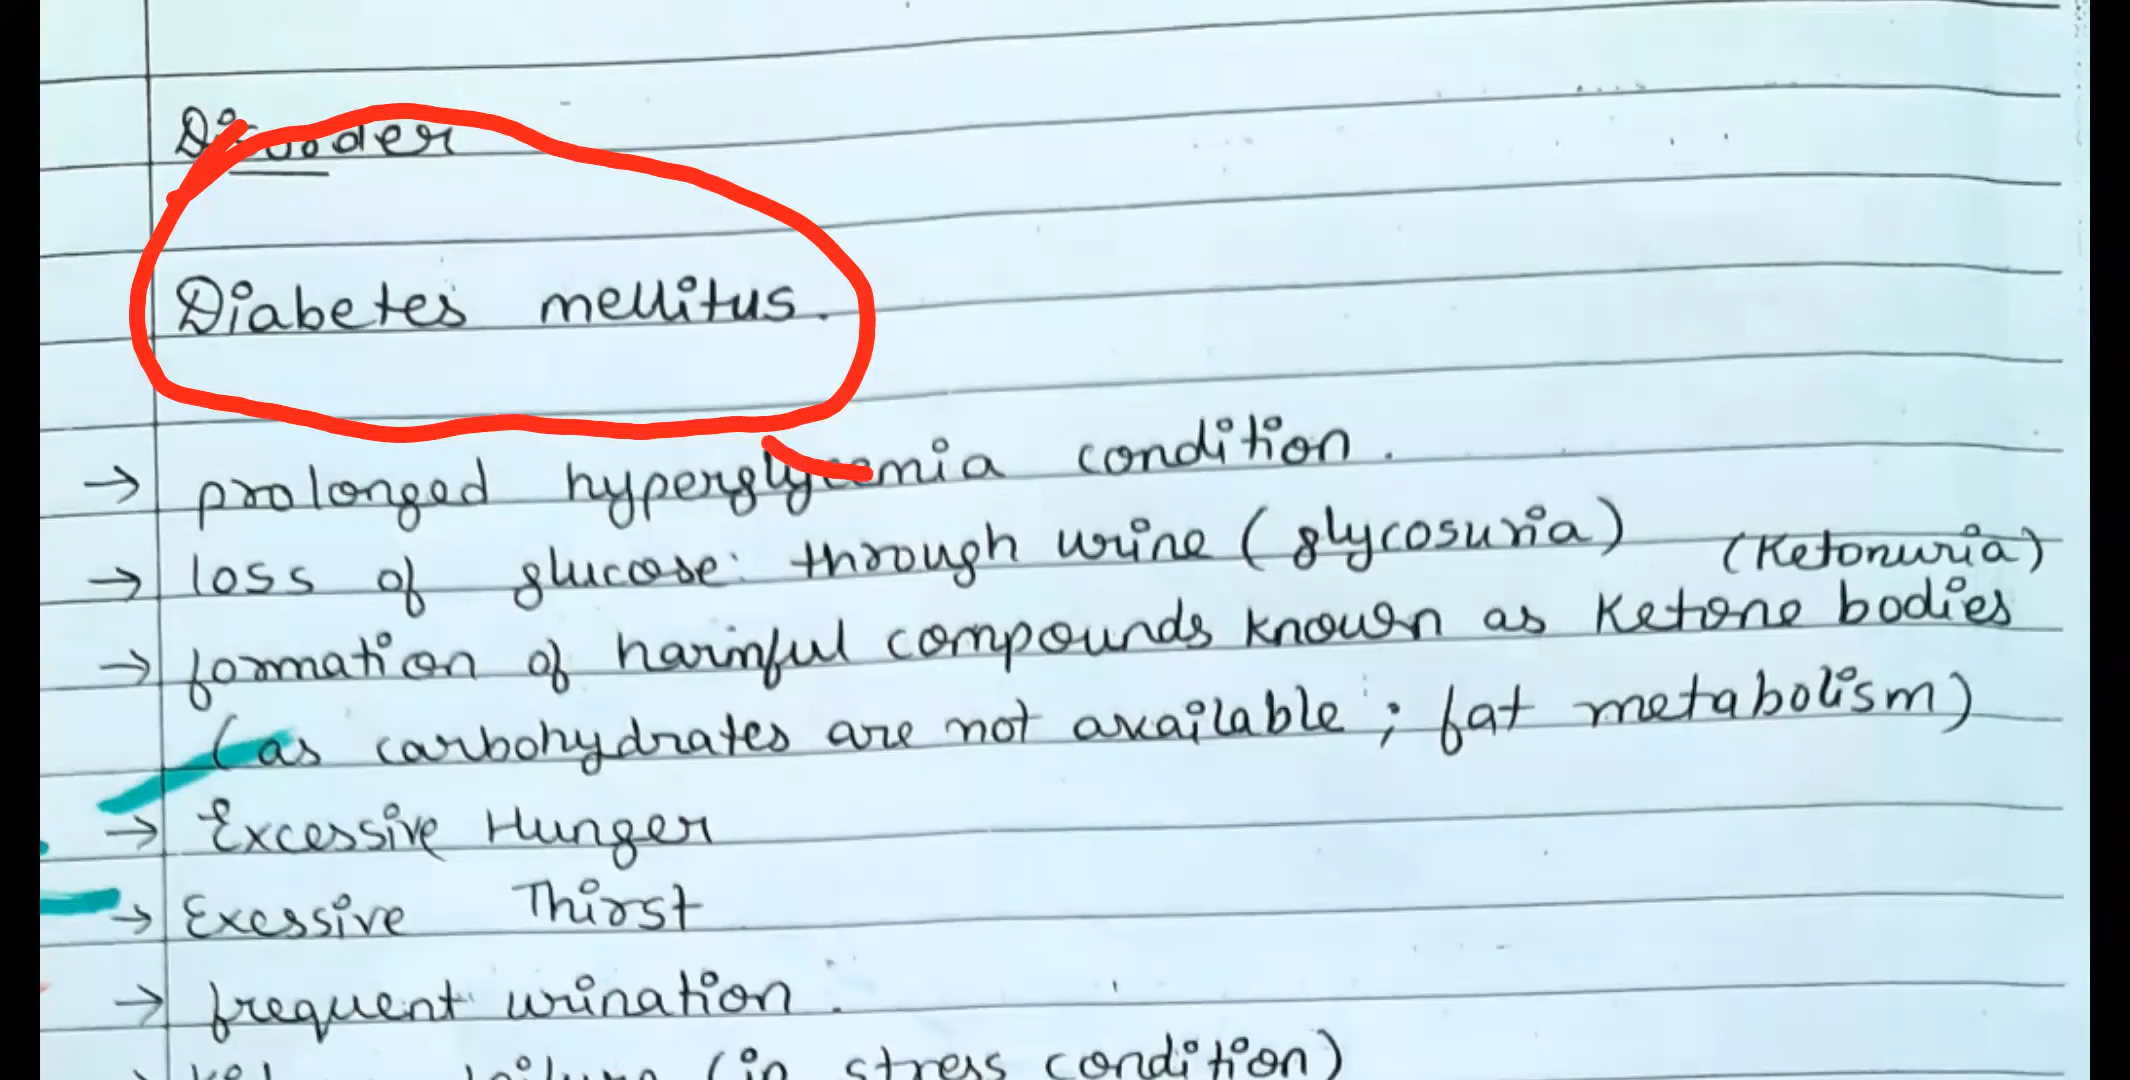 Disorder
Diabetes mellitus.
→ prolonged hyperglycemia condition.
→ loss of glucose through urine (glycosuria)
(Ketonuria)
→ formation of harmful compounds known as Ketone bodies
(as carbohydrates are not available; fat metabolism)
→ Excessive Hunger
→ Excssive Thirst
→ frequent urination.
(in stress condition)